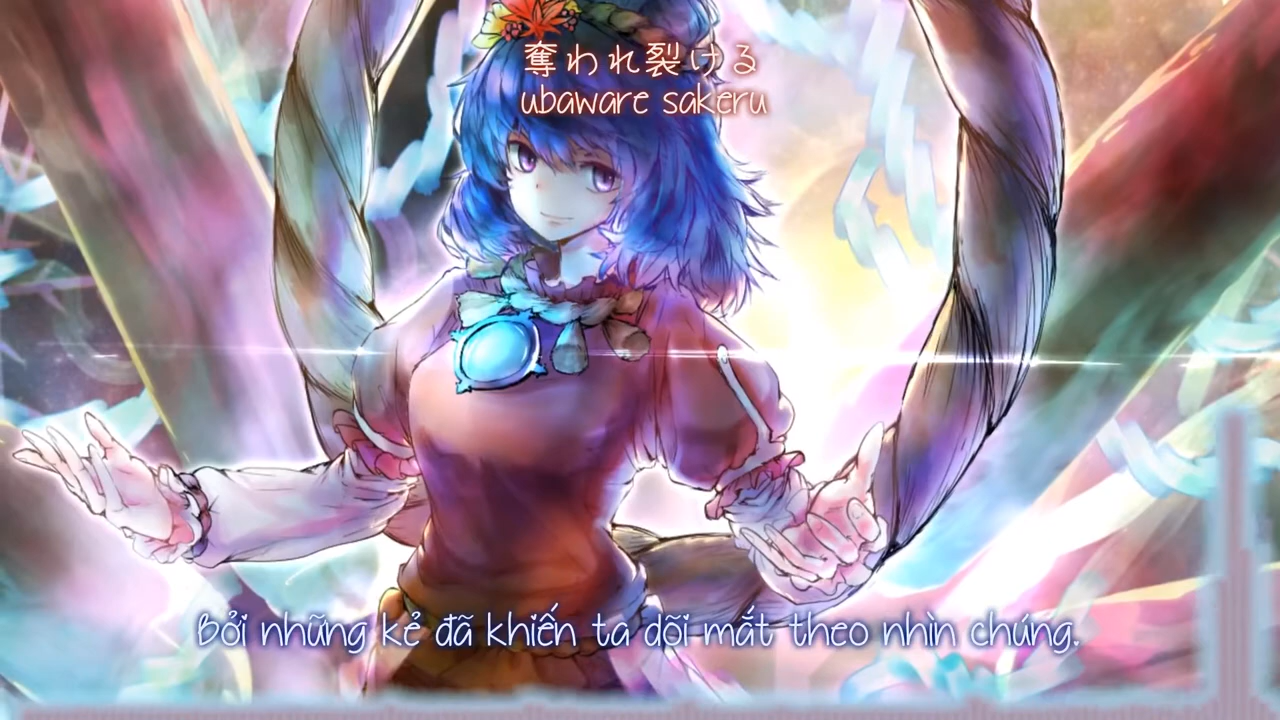 奪われ裂ける
ubaware sakeru
Bởi những kẻ đã khiến ta dõi mắt theo nhìn chúng.